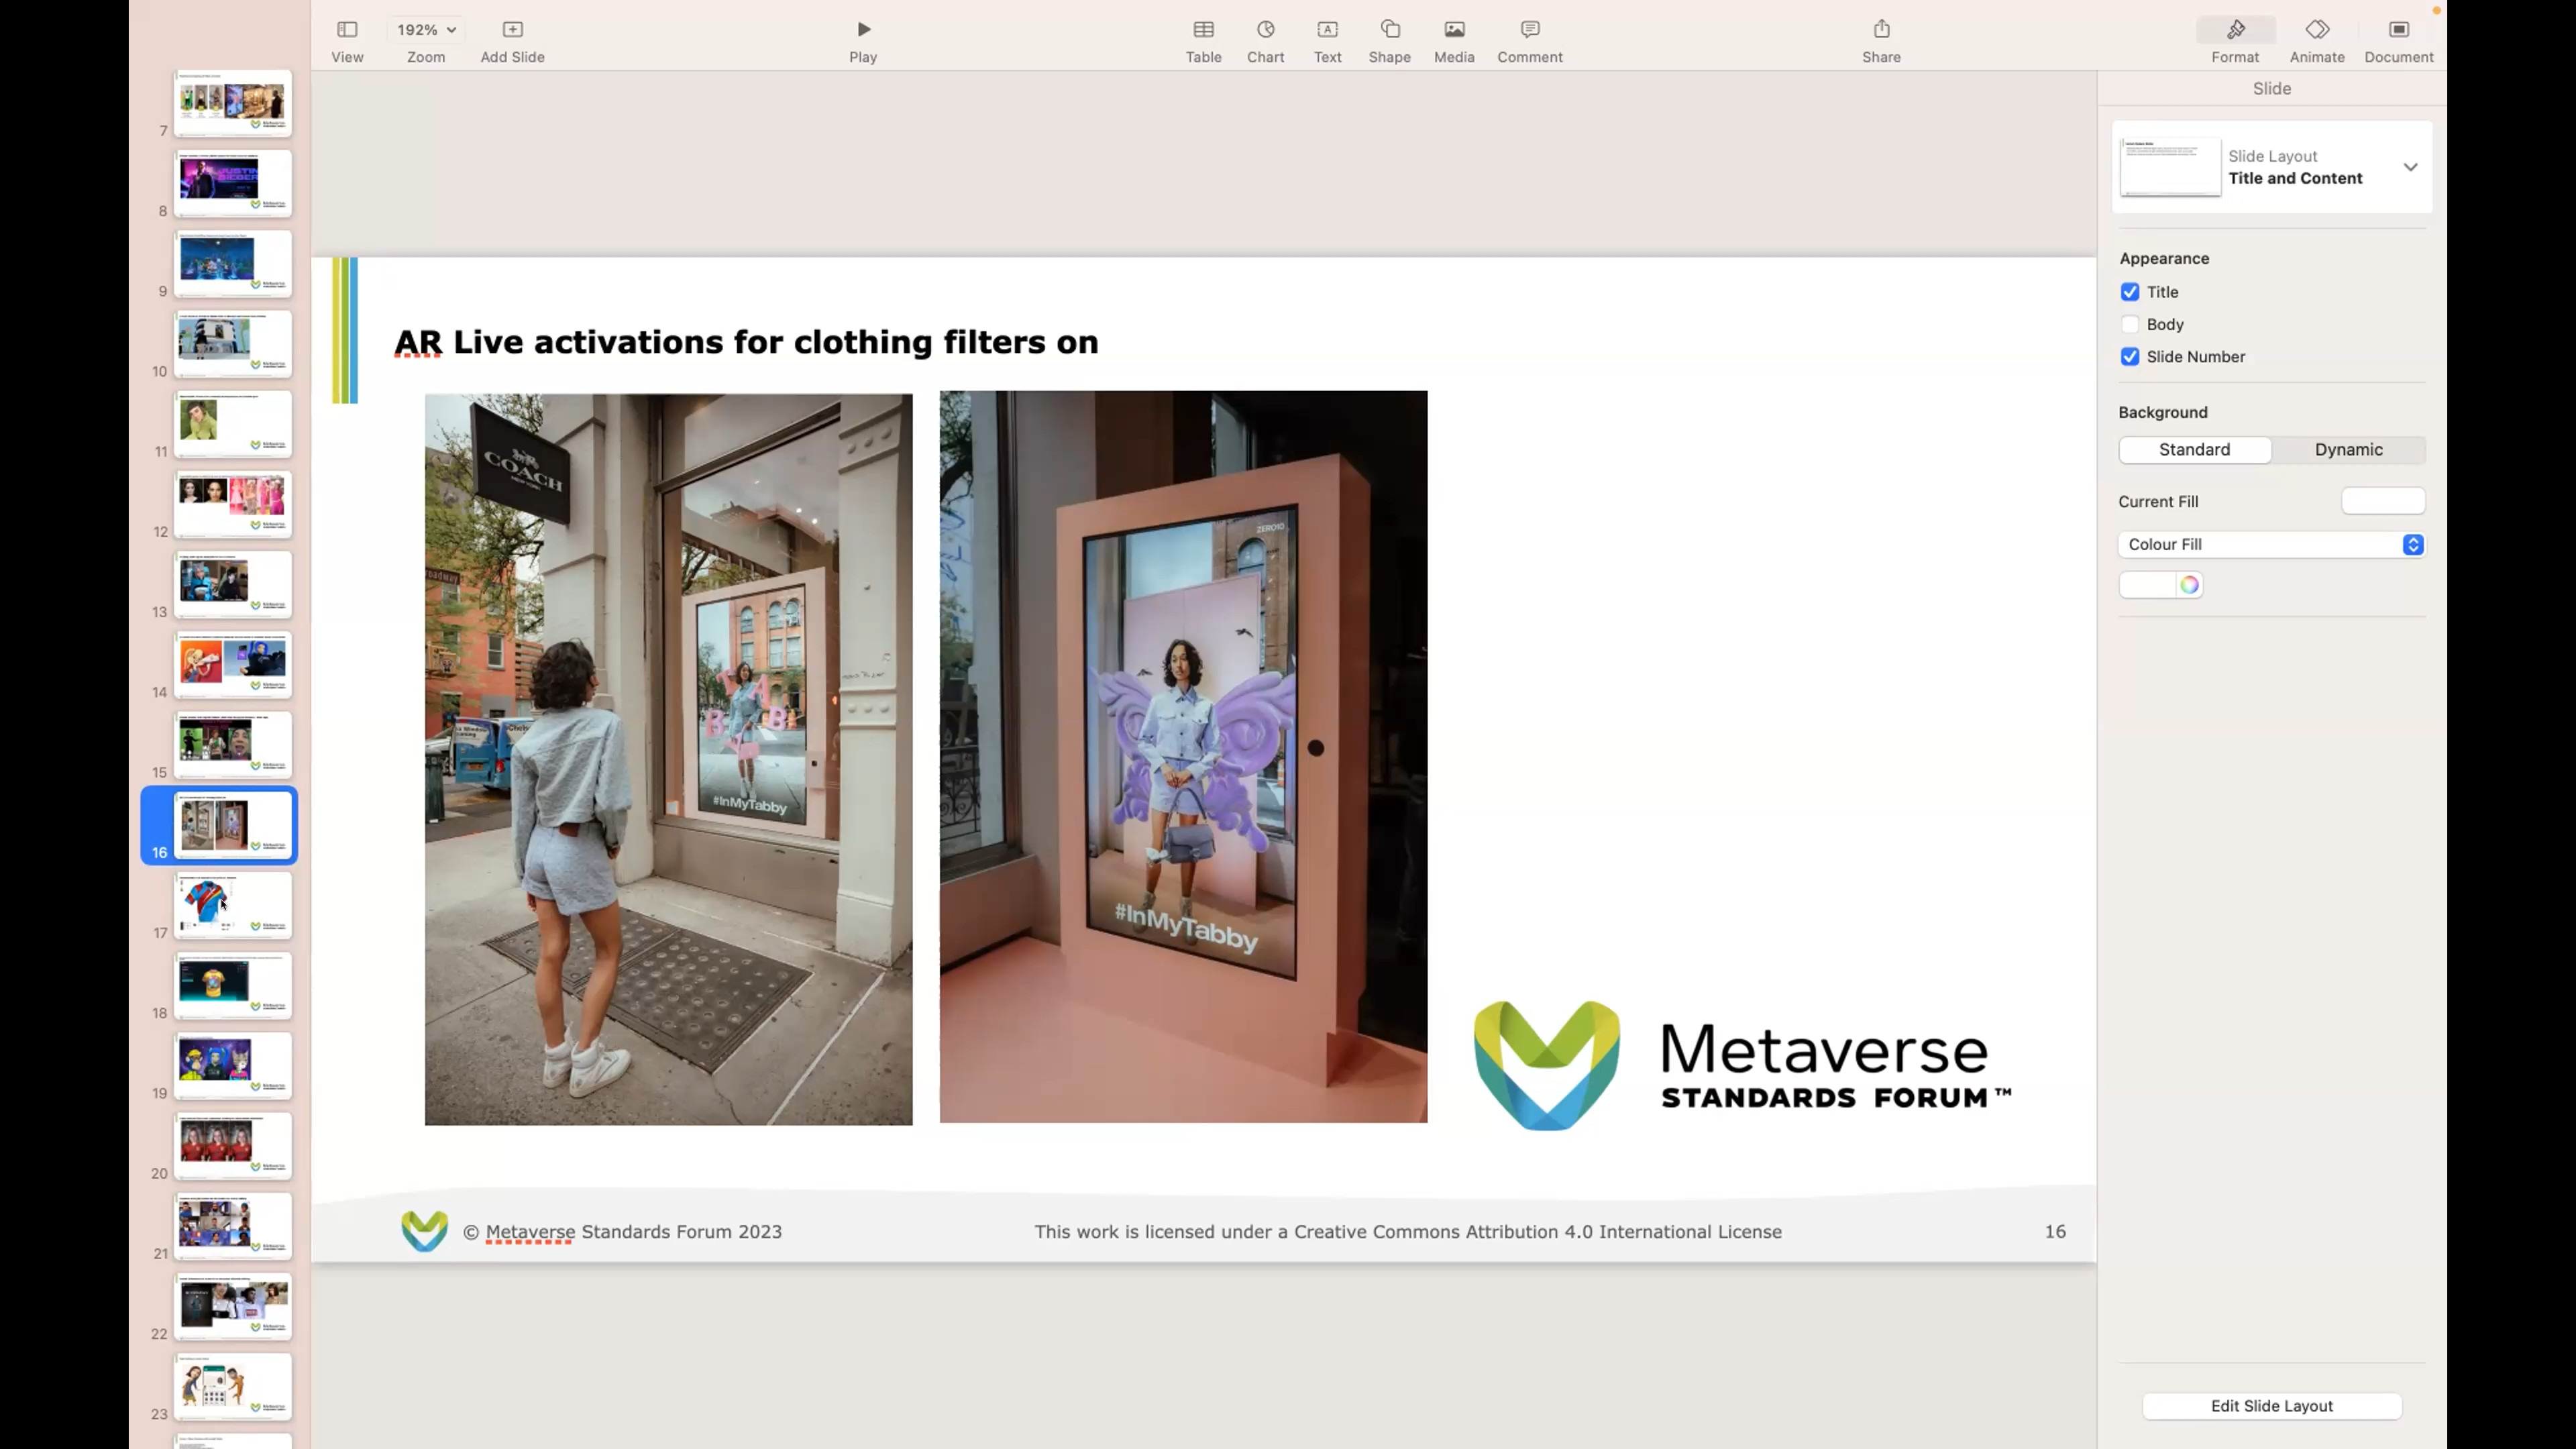 View
192%
Zoom
Add Slide
Play
Table
Chart
Text
Shape
Media
Comment
Share
Format
Animate
Document
7
8
9
10
11
12
13
14
15
16
17
18
19
20
21
22
23
AR Live activations for clothing filters on
COACH
NEW YORK
Broadway
TABBY
#InMyTabby
ZERO10
#InMyTabby
Metaverse
STANDARDS FORUM™
© Metaverse Standards Forum 2023
This work is licensed under a Creative Commons Attribution 4.0 International License
16
Slide
Slide Layout
Title and Content
Appearance
Title
Body
Slide Number
Background
Standard
Dynamic
Current Fill
Colour Fill
Edit Slide Layout